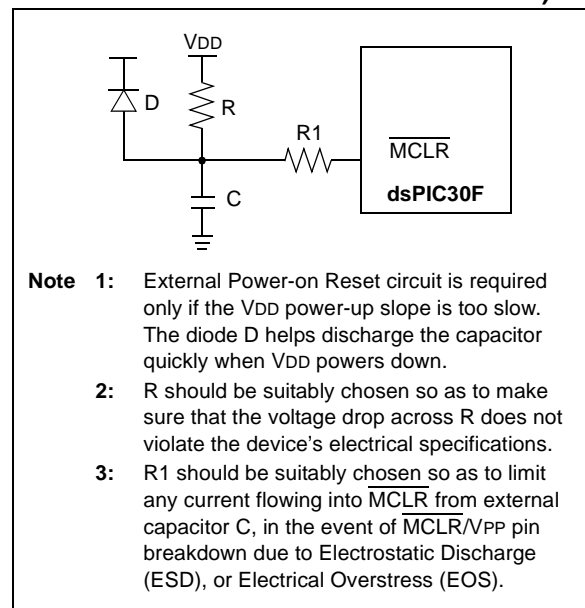 VDD
D
R
R1
C
MCLR
dsPIC30F
Note 1: External Power-on Reset circuit is required
only if the VDD power-up slope is too slow.
The diode D helps discharge the capacitor
quickly when VDD powers down.
2: R should be suitably chosen so as to make
sure that the voltage drop across R does not
violate the device's electrical specifications.
3: R1 should be suitably chosen so as to limit
any current flowing into MCLR from external
capacitor C, in the event of MCLR/VPP pin
breakdown due to Electrostatic Discharge
(ESD), or Electrical Overstress (EOS).